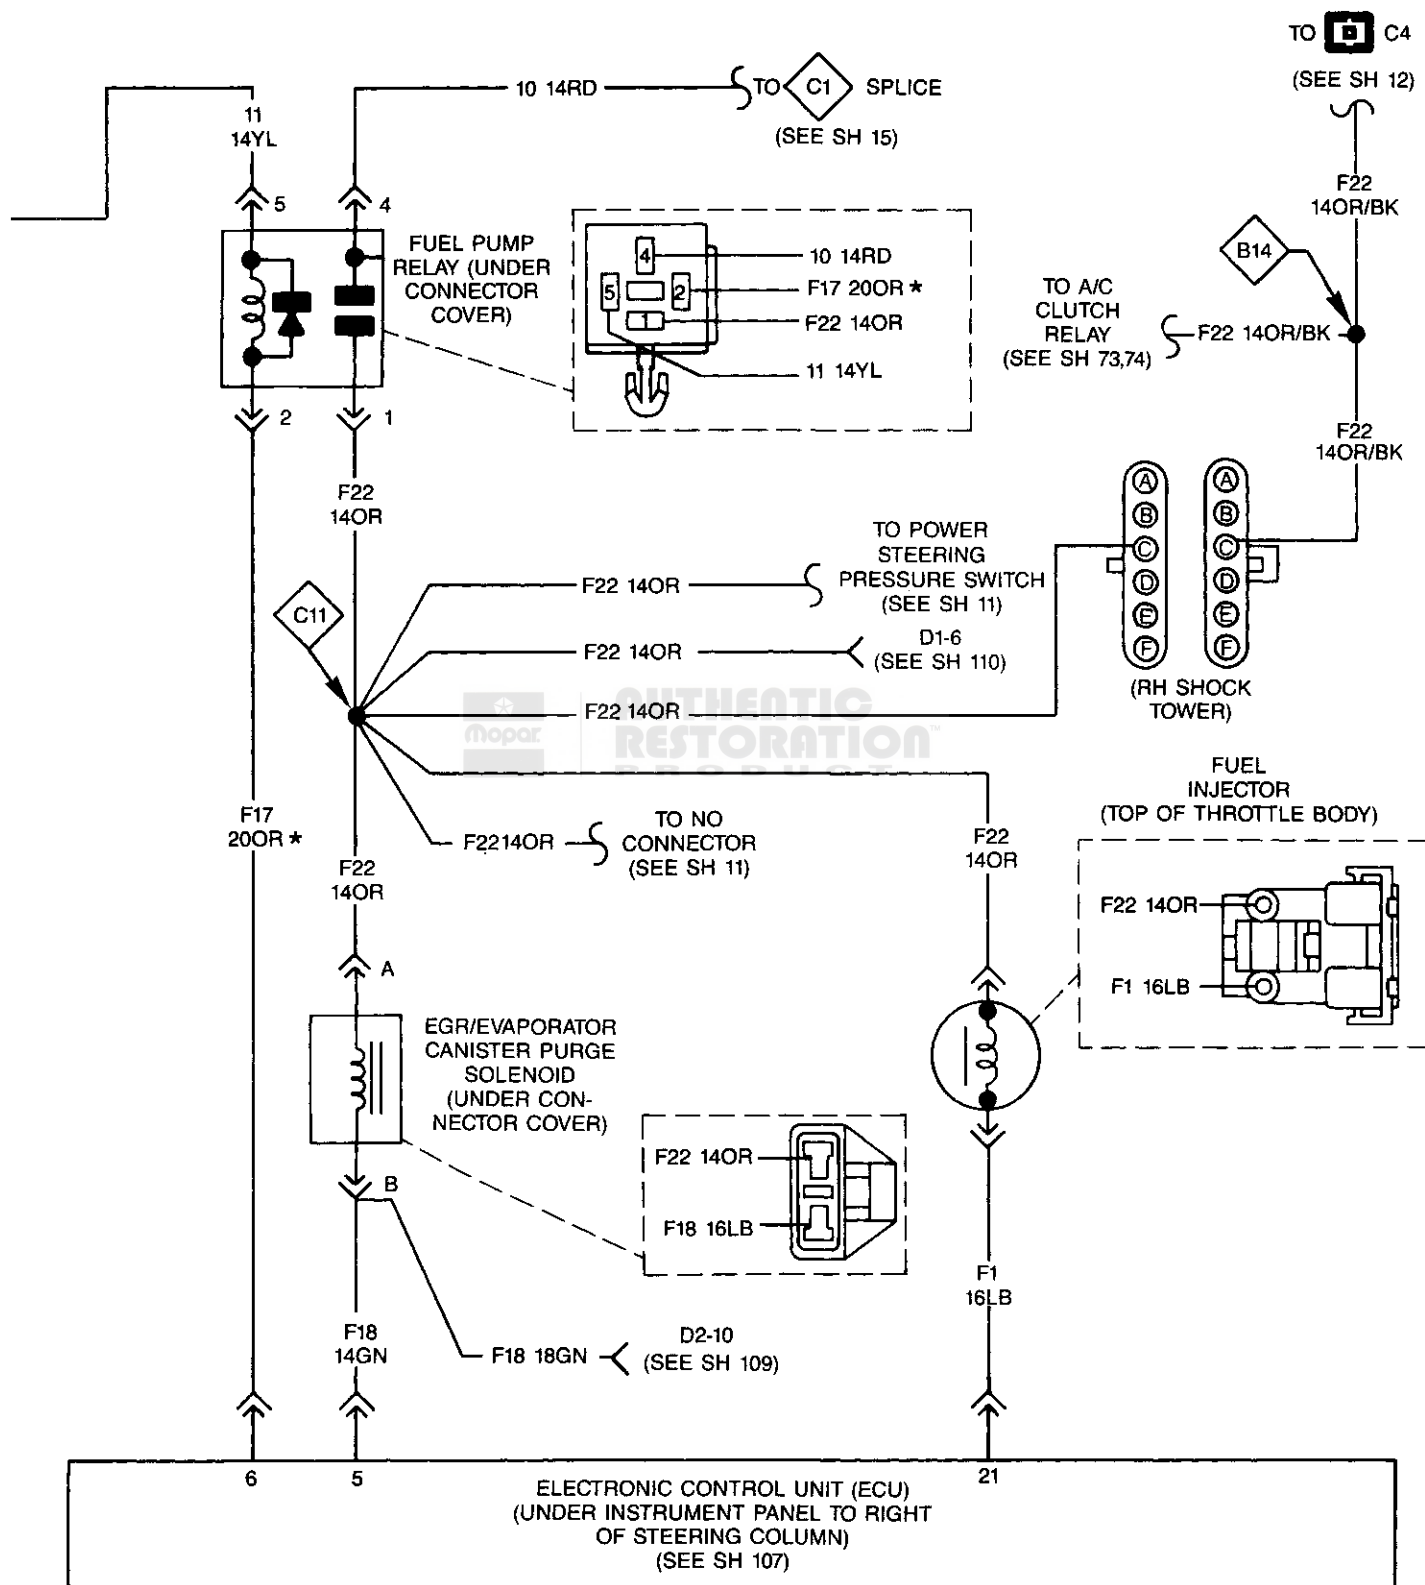 TO C4
(SEE SH 12)
10 14RD
TO C1 SPLICE
(SEE SH 15)
11
14YL
5
4
F22
14OR/BK
B14
FUEL PUMP
RELAY (UNDER
CONNECTOR
COVER)
4
5
2
1
10 14RD
F17 20OR *
F22 14OR
11 14YL
TO A/C
CLUTCH
RELAY
(SEE SH 73,74)
F22 14OR/BK
2
1
F22
14OR/BK
F22
14OR
A
B
C
D
E
F
A
B
C
D
E
F
(RH SHOCK
TOWER)
C11
F22 14OR
TO POWER
STEERING
PRESSURE SWITCH
(SEE SH 11)
F22 14OR
D1-6
(SEE SH 110)
F22 14OR
Mopar
AUTHENTIC
RESTORATION™
PRODUCT
F17
20OR *
F22
14OR
F2214OR
TO NO
CONNECTOR
(SEE SH 11)
F22
14OR
FUEL
INJECTOR
(TOP OF THROTTLE BODY)
F22 14OR
F1 16LB
A
EGR/EVAPORATOR
CANISTER PURGE
SOLENOID
(UNDER CON-
NECTOR COVER)
B
F22 14OR
F18 16LB
F1
16LB
F18
14GN
F18 18GN
D2-10
(SEE SH 109)
6
5
21
ELECTRONIC CONTROL UNIT (ECU)
(UNDER INSTRUMENT PANEL TO RIGHT
OF STEERING COLUMN)
(SEE SH 107)